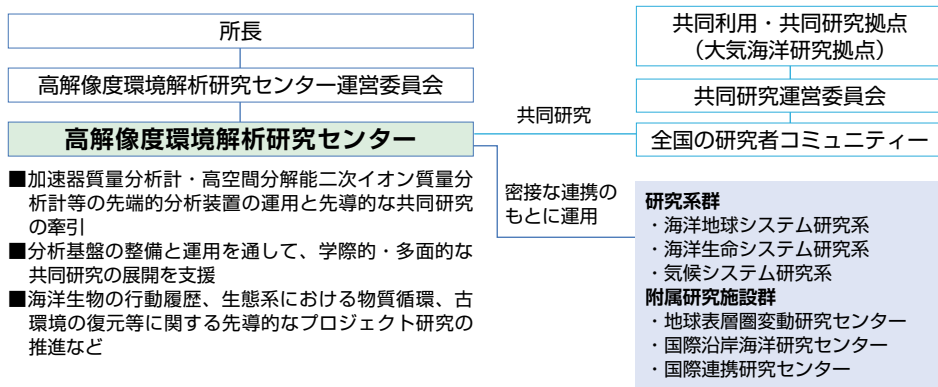 所長
高解像度環境解析研究センター運営委員会
高解像度環境解析研究センター
■加速器質量分析計・高空間分解能二次イオン質量分
析計等の先端的分析装置の運用と先導的な共同研究
の牽引
■分析基盤の整備と運用を通して、学際的・多面的な
共同研究の展開を支援
■海洋生物の行動履歴、生態系における物質循環、古
環境の復元等に関する先導的なプロジェクト研究の
推進など
共同研究
密接な連携の
もとに運用
共同利用・共同研究拠点
（大気海洋研究拠点）
共同研究運営委員会
全国の研究者コミュニティー
研究系群
・海洋地球システム研究系
・海洋生命システム研究系
・気候システム研究系
附属研究施設群
・地球表層圏変動研究センター
・国際沿岸海洋研究センター
・国際連携研究センター